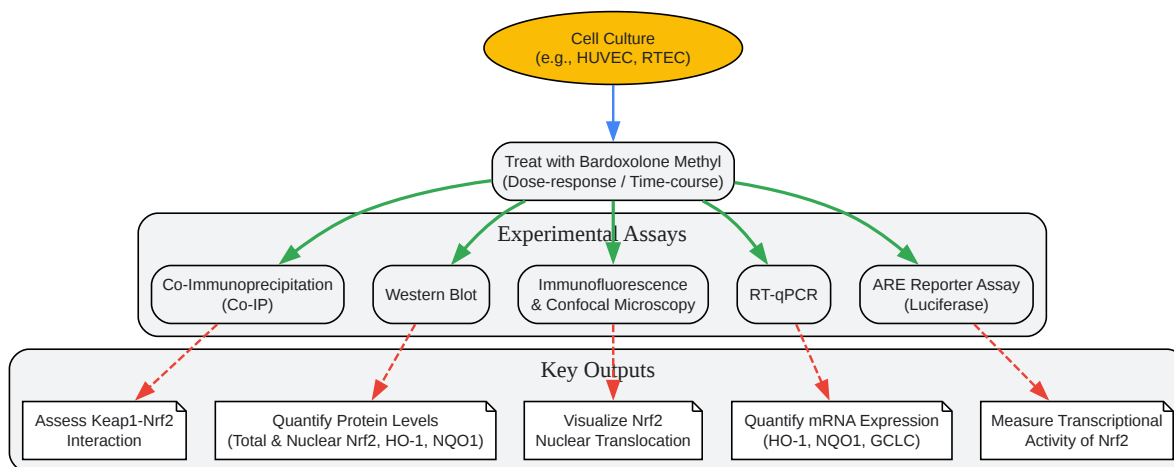 Cell Culture
(e.g., HUVEC, RTEC)
Treat with Bardoxolone Methyl
(Dose-response / Time-course)
Experimental Assays
Co-Immunoprecipitation
(Co-IP)
Western Blot
Immunofluorescence
& Confocal Microscopy
RT-qPCR
ARE Reporter Assay
(Luciferase)
Key Outputs
Assess Keap1-Nrf2
Interaction
Quantify Protein Levels
(Total & Nuclear Nrf2, HO-1, NQO1)
Visualize Nrf2
Nuclear Translocation
Quantify mRNA Expression
(HO-1, NQO1, GCLC)
Measure Transcriptional
Activity of Nrf2